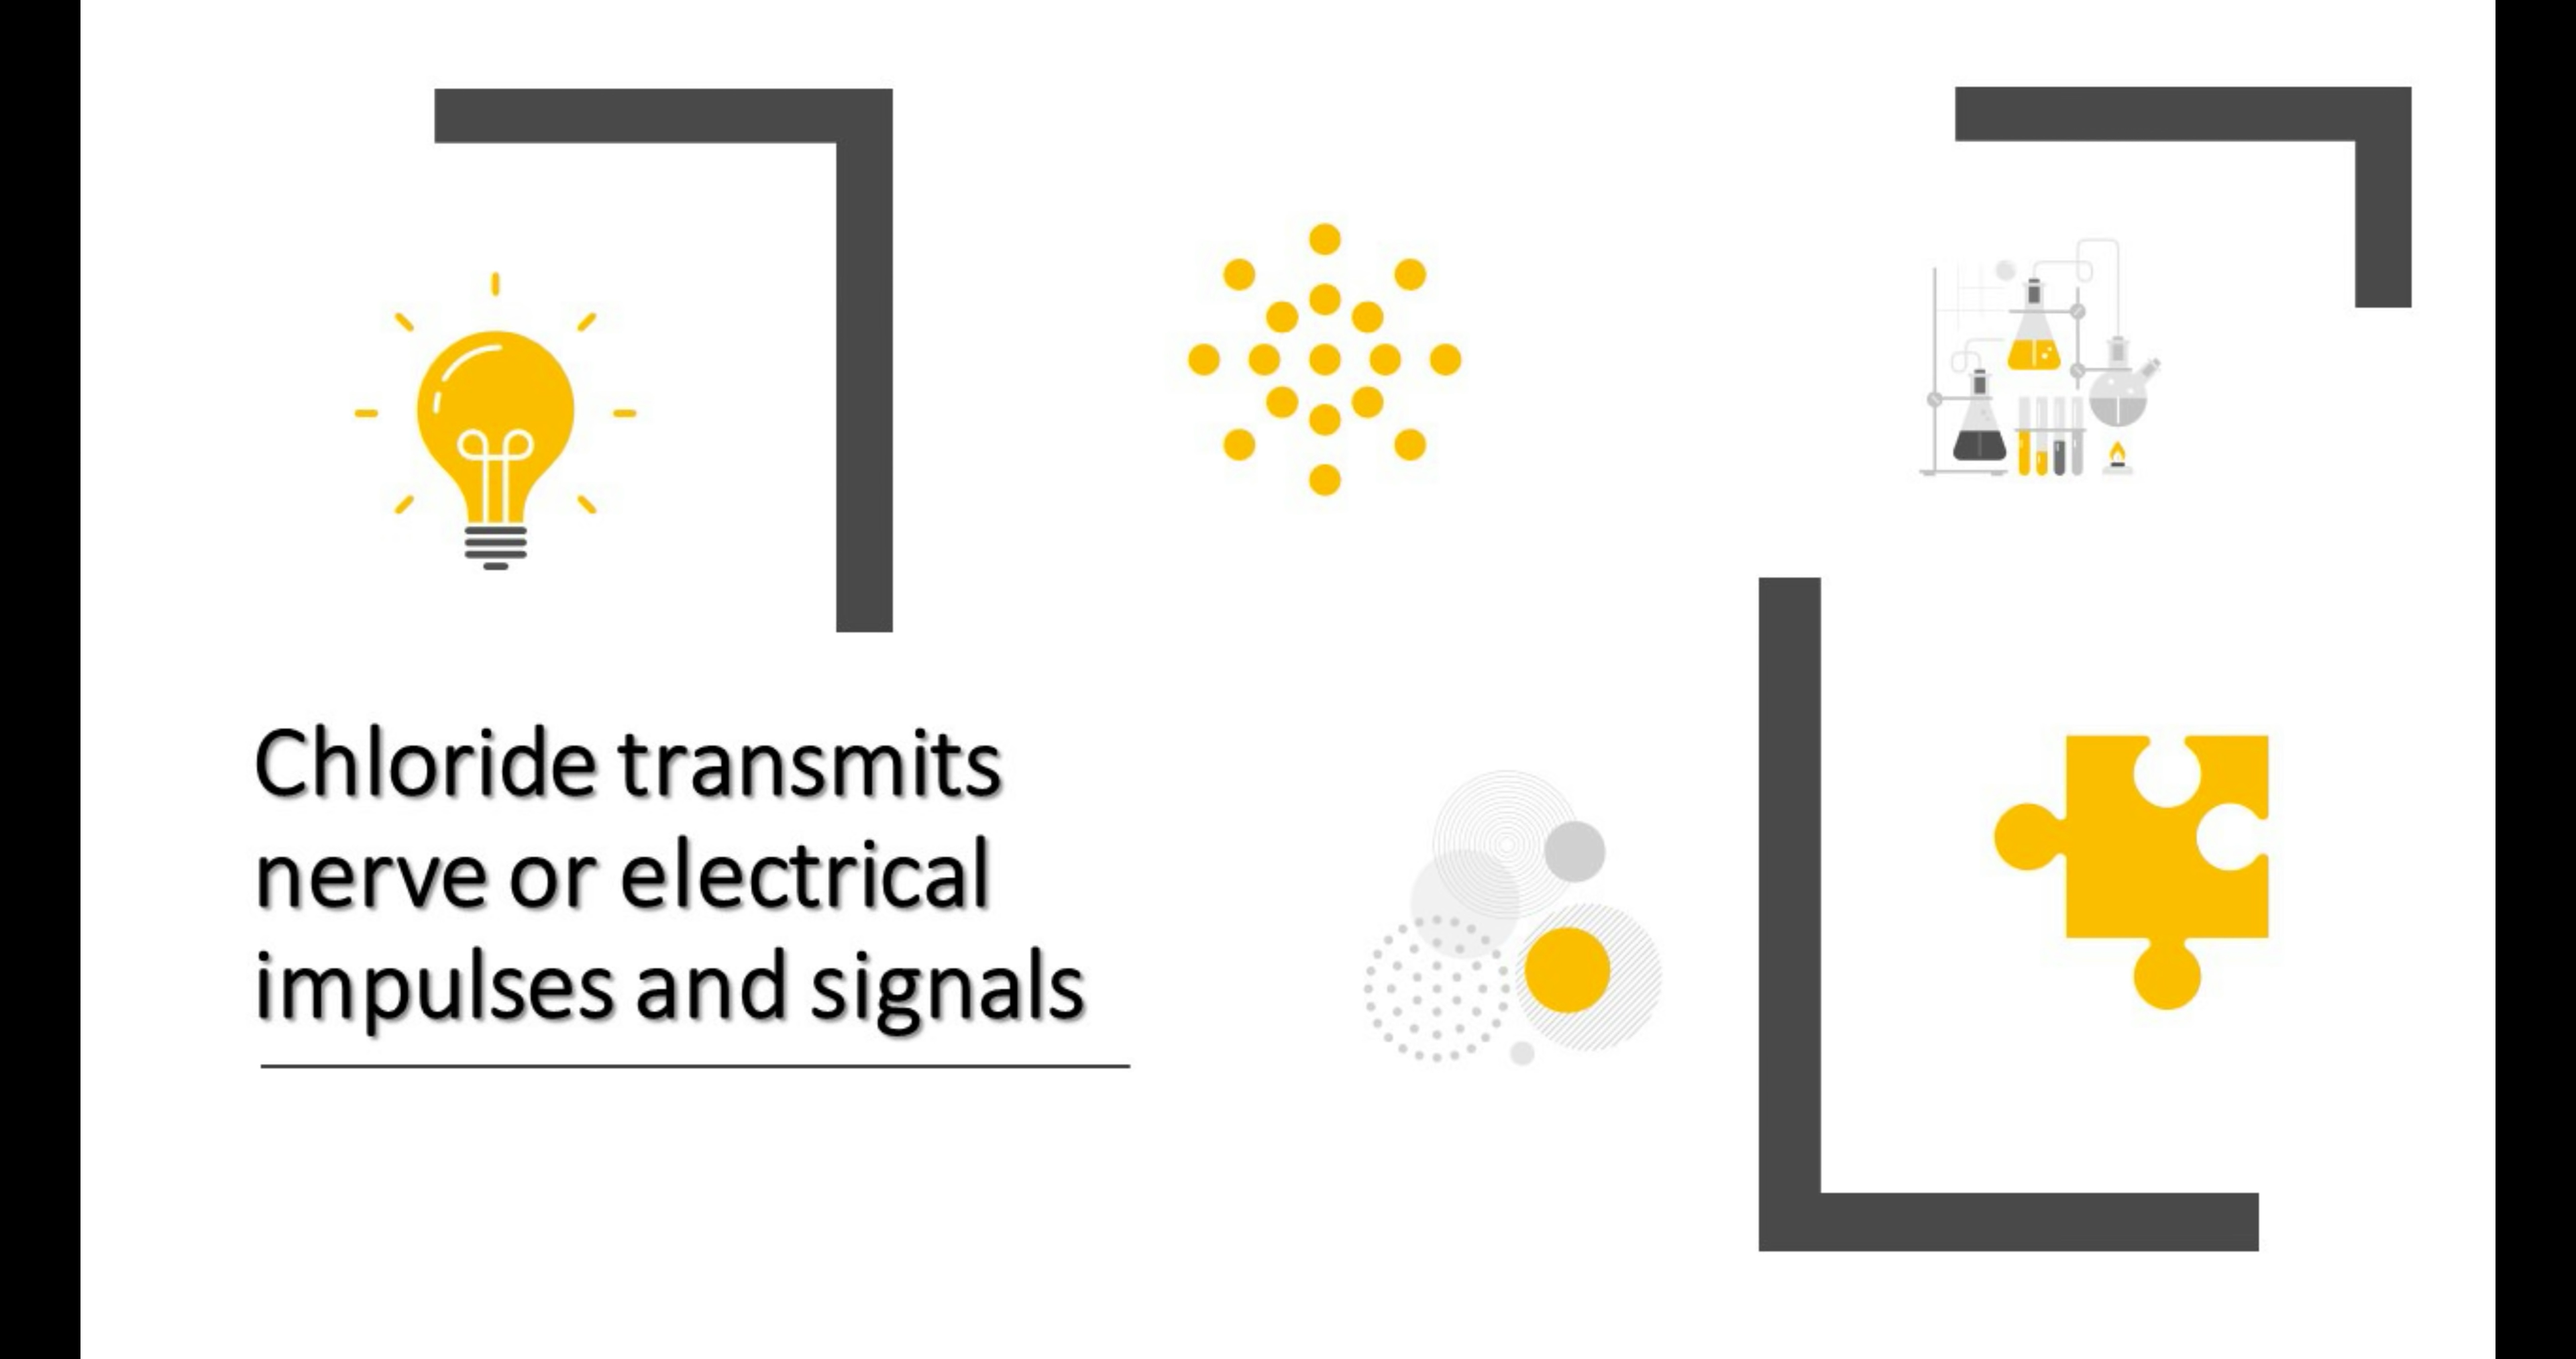 Chloride transmits
nerve or electrical
impulses and signals